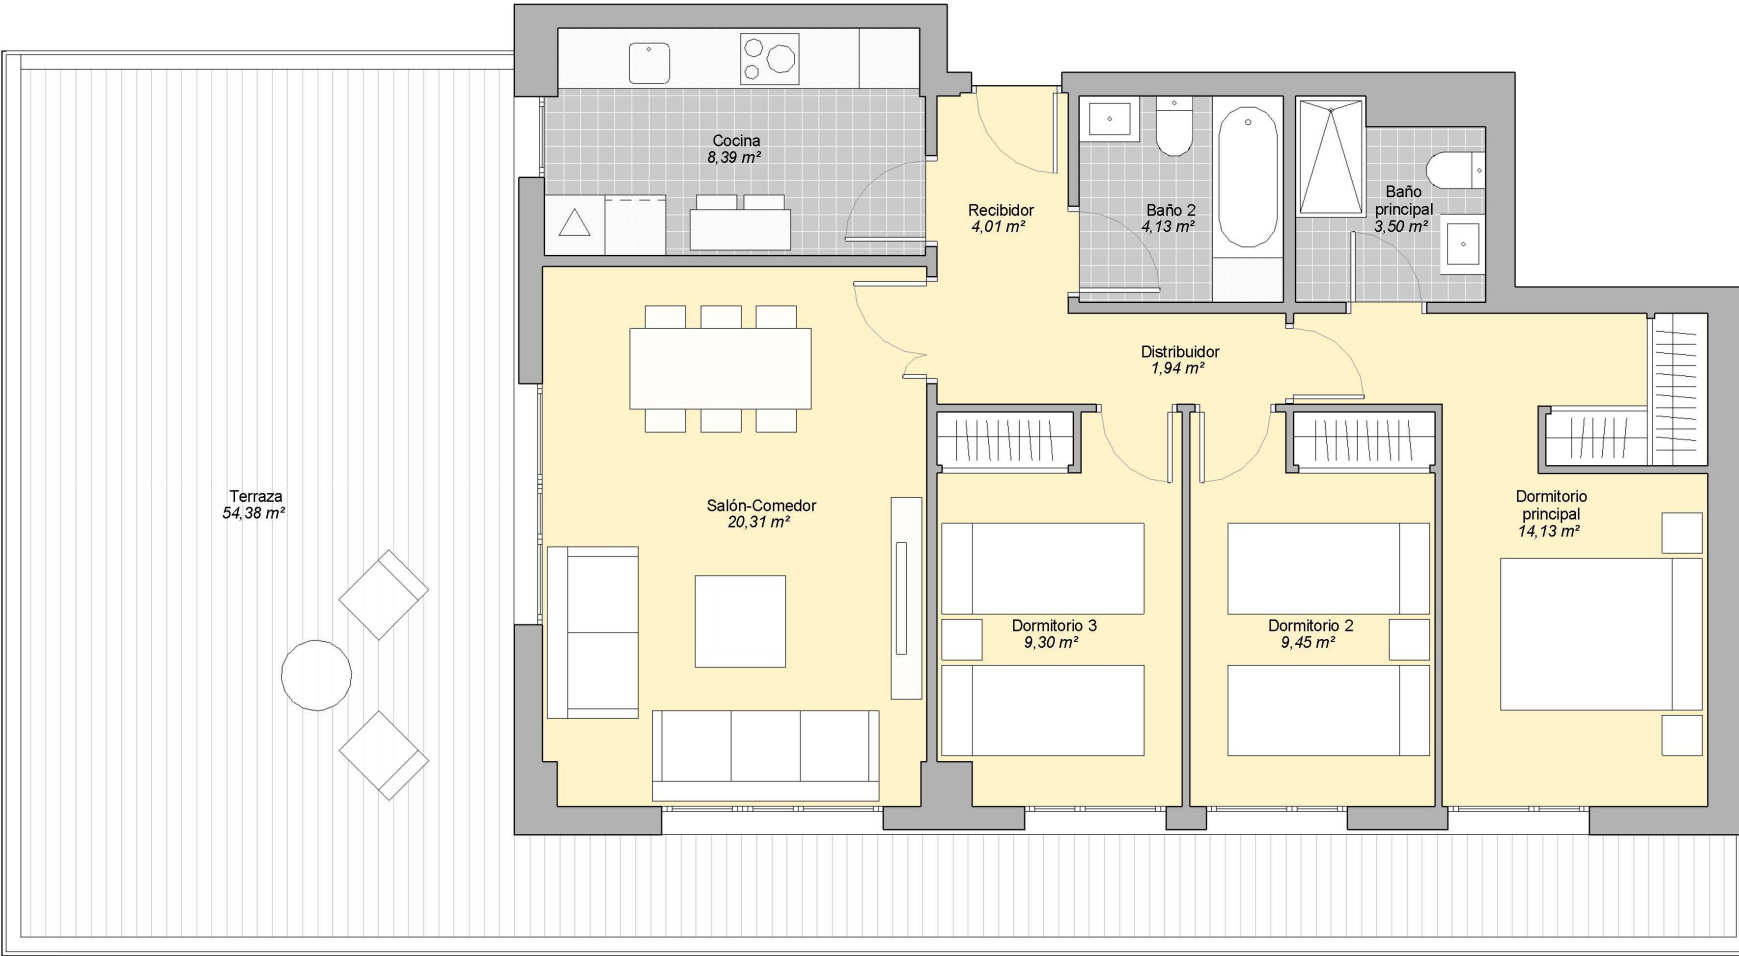 Cocina
8,39 m²
Recibidor
4,01 m²
Baño 2
4,13 m²
Baño
principal
3,50 m²
Distribuidor
1,94 m²
Terraza
54,38 m²
Salón-Comedor
20,31 m²
Dormitorio
principal
14,13 m²
Dormitorio 3
9,30 m²
Dormitorio 2
9,45 m²